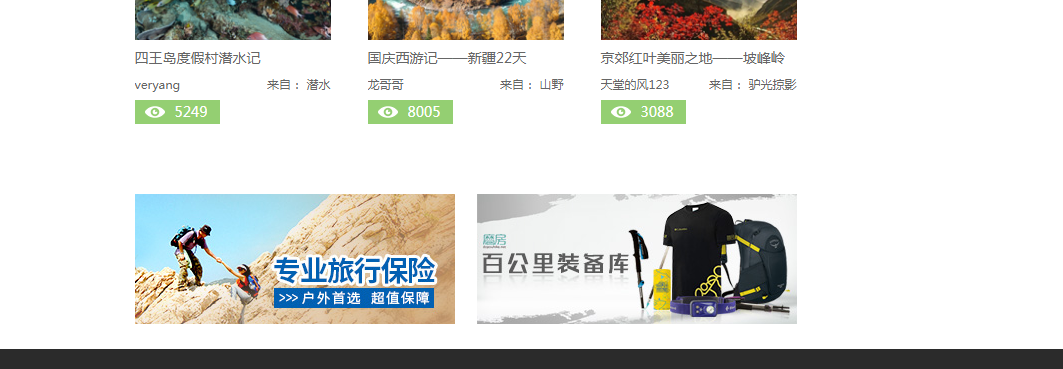 四王岛度假村潜水记
veryang 来自： 潜水
5249
国庆西游记——新疆22天
龙哥哥 来自： 山野
8005
京郊红叶美丽之地——坡峰岭
天堂的风123 来自： 驴光掠影
3088
专业旅行保险
>>> 户外首选 超值保障
百公里装备库